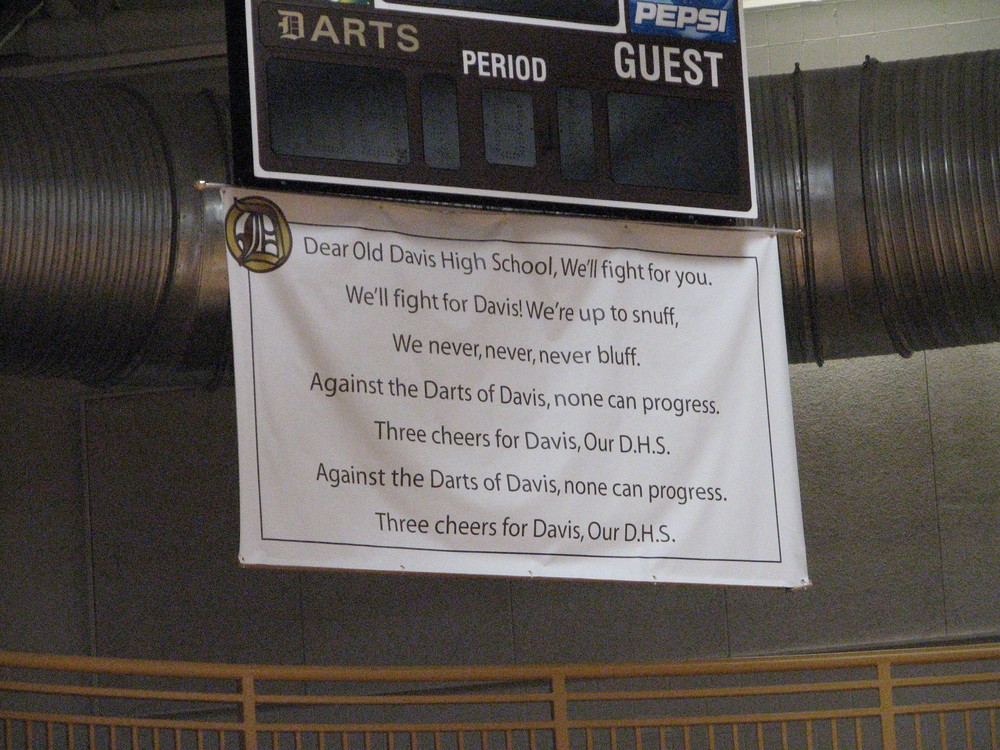 PEPSI
DARTS
PERIOD
GUEST
D
Dear Old Davis High School, We'll fight for you.
We'll fight for Davis! We're up to snuff,
We never, never, never bluff.
Against the Darts of Davis, none can progress.
Three cheers for Davis, Our D.H.S.
Against the Darts of Davis, none can progress.
Three cheers for Davis, Our D.H.S.